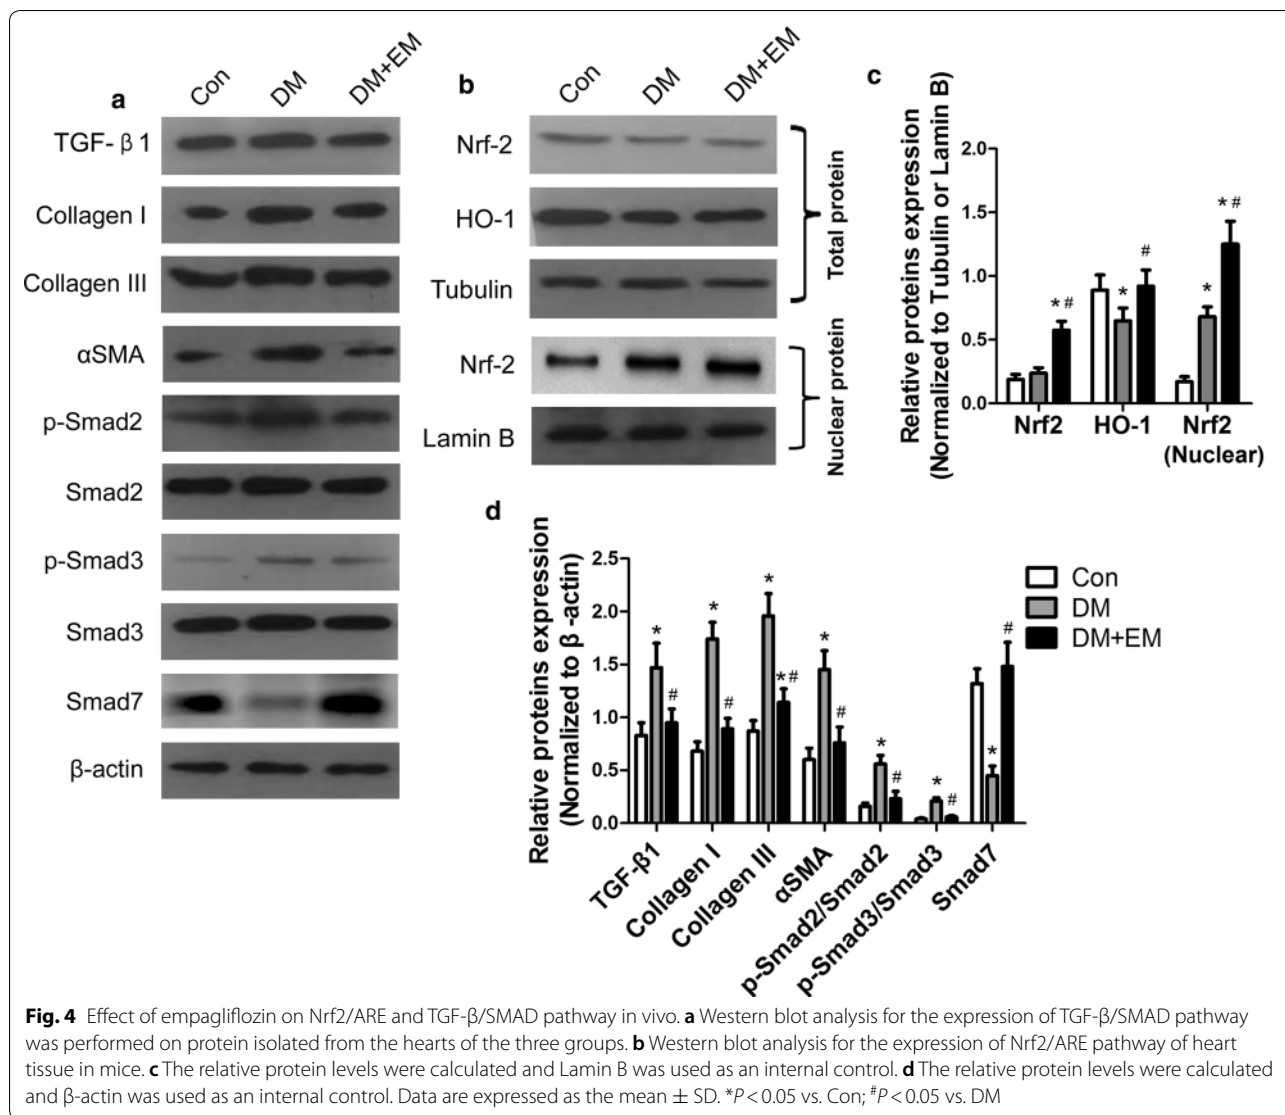 a
Con
DM
DM+EM
TGF-β1
Collagen I
Collagen III
αSMA
p-Smad2
Smad2
p-Smad3
Smad3
Smad7
β-actin
b
Con
DM
DM+EM
Nrf-2
HO-1
Tubulin
Total protein
Nrf-2
Lamin B
Nuclear protein
c
Relative proteins expression
(Normalized to Tubulin or Lamin B)
2.0
1.5
1.0
0.5
0.0
* #
*
#
*
* #
Nrf2
HO-1
Nrf2
(Nuclear)
d
Relative proteins expression
(Normalized to β -actin)
2.5
2.0
1.5
1.0
0.5
0.0
*
#
*
#
*
* #
*
#
*
#
*
#
*
#
TGF-β1
Collagen I
Collagen III
αSMA
p-Smad2/Smad2
p-Smad3/Smad3
Smad7
Con
DM
DM+EM
Fig. 4 Effect of empagliflozin on Nrf2/ARE and TGF-β/SMAD pathway in vivo. a Western blot analysis for the expression of TGF-β/SMAD pathway
was performed on protein isolated from the hearts of the three groups. b Western blot analysis for the expression of Nrf2/ARE pathway of heart
tissue in mice. c The relative protein levels were calculated and Lamin B was used as an internal control. d The relative protein levels were calculated
and β-actin was used as an internal control. Data are expressed as the mean ± SD. *P < 0.05 vs. Con; #P < 0.05 vs. DM